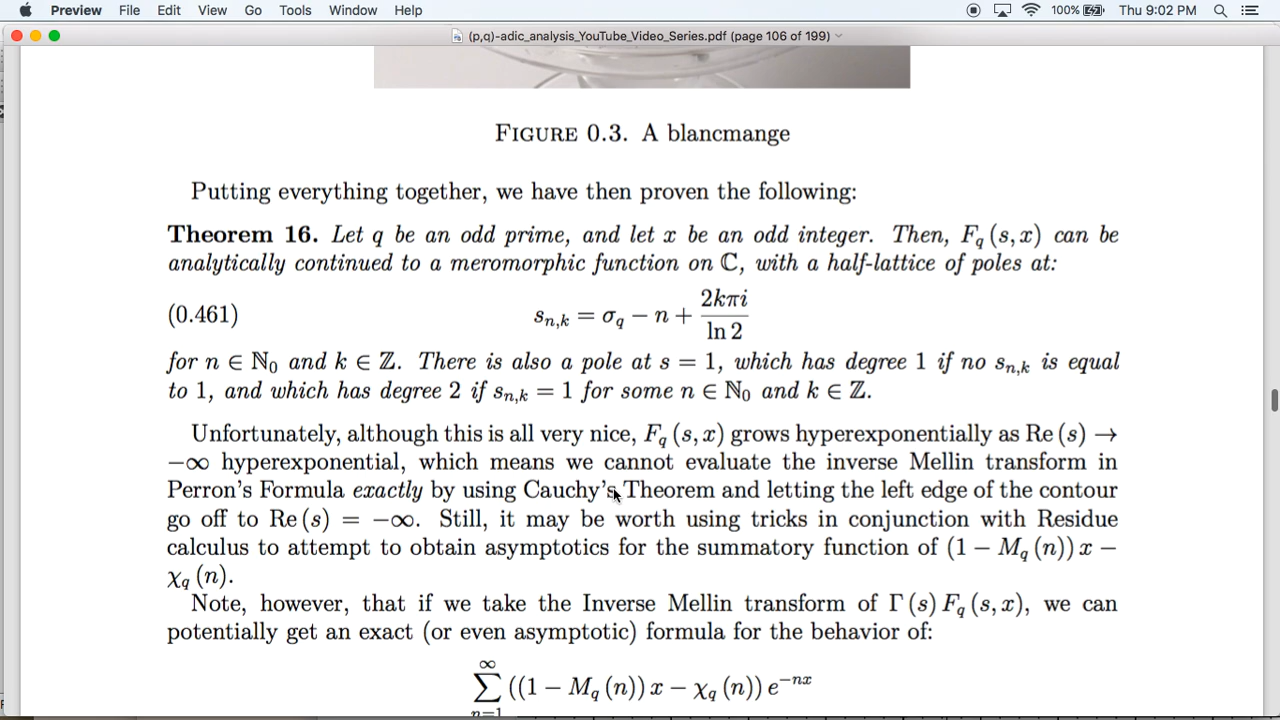 Preview File Edit View Go Tools Window Help 100% Thu 9:02 PM
(p,q)-adic_analysis_YouTube_Video_Series.pdf (page 106 of 199)
FIGURE 0.3. A blancmange
Putting everything together, we have then proven the following:
Theorem 16. Let q be an odd prime, and let x be an odd integer. Then, F_q (s, x) can be
analytically continued to a meromorphic function on ℂ, with a half-lattice of poles at:
(0.461) s_{n,k} = σ_q − n + 2kπi / ln 2
for n ∈ ℕ₀ and k ∈ ℤ. There is also a pole at s = 1, which has degree 1 if no s_{n,k} is equal
to 1, and which has degree 2 if s_{n,k} = 1 for some n ∈ ℕ₀ and k ∈ ℤ.
Unfortunately, although this is all very nice, F_q (s, x) grows hyperexponentially as Re (s) →
−∞ hyperexponential, which means we cannot evaluate the inverse Mellin transform in
Perron's Formula exactly by using Cauchy's Theorem and letting the left edge of the contour
go off to Re (s) = −∞. Still, it may be worth using tricks in conjunction with Residue
calculus to attempt to obtain asymptotics for the summatory function of (1 − M_q (n)) x −
χ_q (n).
Note, however, that if we take the Inverse Mellin transform of Γ (s) F_q (s, x), we can
potentially get an exact (or even asymptotic) formula for the behavior of:
∑_{n=1}^{∞} ((1 − M_q (n)) x − χ_q (n)) e^{−nx}